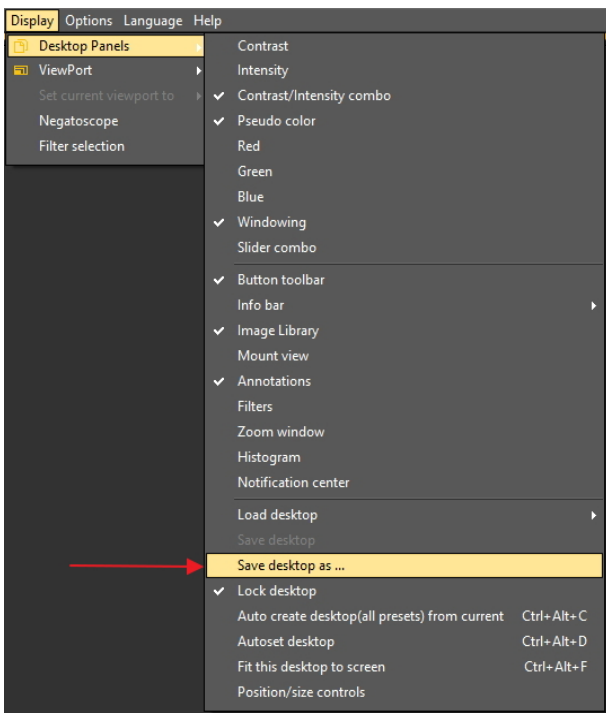 Display Options Language Help
Desktop Panels
ViewPort
Set current viewport to
Negatoscope
Filter selection
Contrast
Intensity
Contrast/Intensity combo
Pseudo color
Red
Green
Blue
Windowing
Slider combo
Button toolbar
Info bar
Image Library
Mount view
Annotations
Filters
Zoom window
Histogram
Notification center
Load desktop
Save desktop
Save desktop as ...
Lock desktop
Auto create desktop(all presets) from current Ctrl+Alt+C
Autoset desktop Ctrl+Alt+D
Fit this desktop to screen Ctrl+Alt+F
Position/size controls